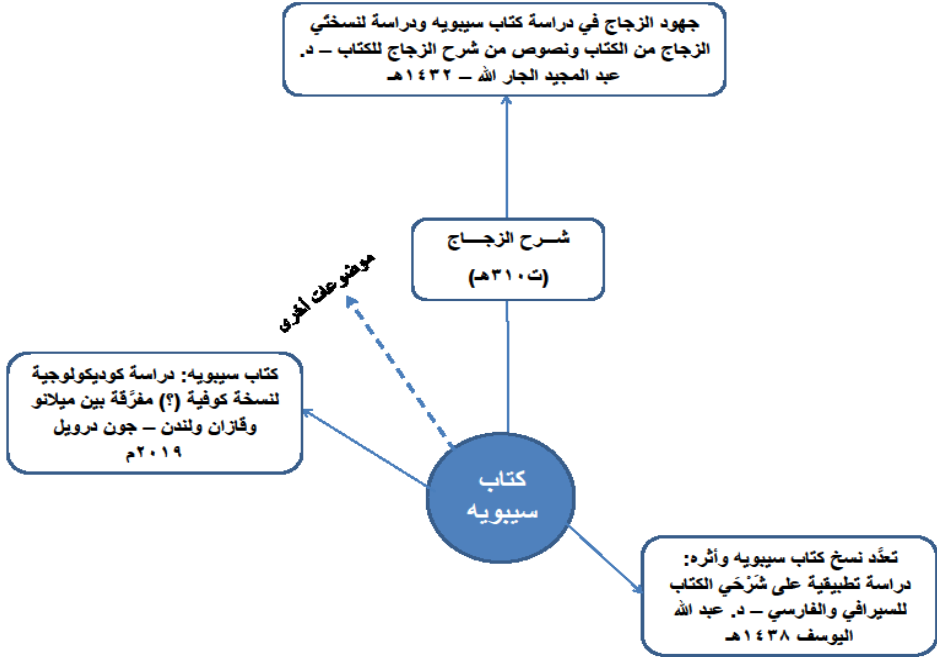 جهود الزجاج في دراسة كتاب سيبويه ودراسة لنسختَي
الزجاج من الكتاب ونصوص من شرح الزجاج للكتاب – د.
عبد المجيد الجار الله – ١٤٣٢هـ
شـــرح الزجـــاج
(ت٣١٠هـ)
موضوعات أخرى
كتاب سيبويه: دراسة كوديكولوجية
لنسخة كوفية (؟) مفرَّقة بين ميلانو
وقازان ولندن – جون درويل
٢٠١٩م
كتاب
سيبويه
تعدَّد نسخ كتاب سيبويه وأثره:
دراسة تطبيقية على شَرْحَي الكتاب
للسيرافي والفارسي – د. عبد الله
اليوسف ١٤٣٨هـ